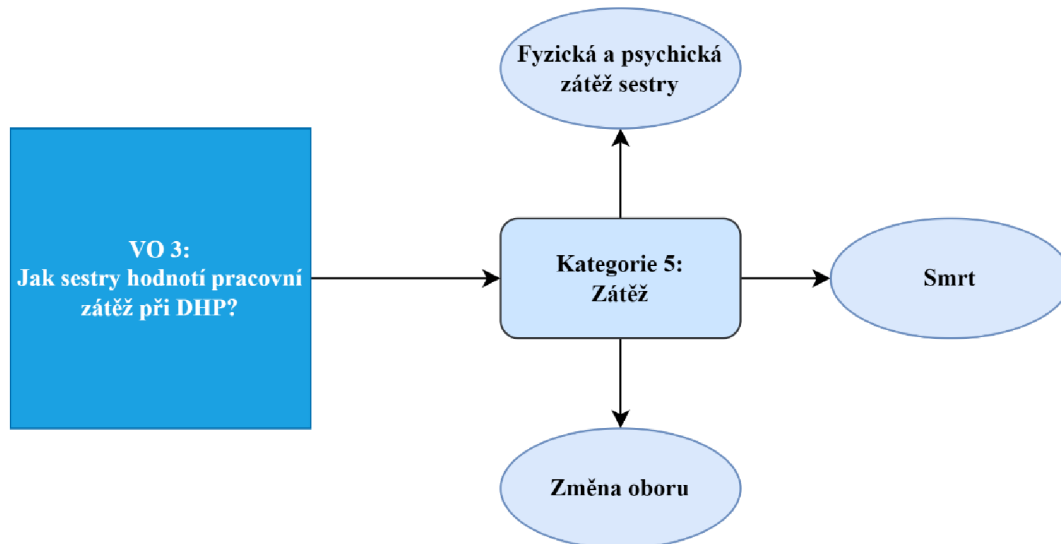 Fyzická a psychická
zátěž sestry
VO 3:
Jak sestry hodnotí pracovní
zátěž při DHP?
Kategorie 5:
Zátěž
Smrt
Změna oboru